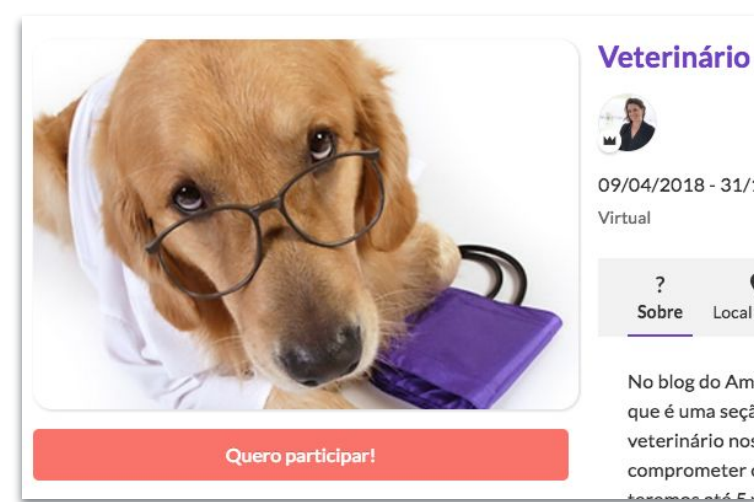 Veterinário
09/04/2018 - 31/
Virtual
?
Sobre Local
No blog do Am
que é uma seçã
veterinário nos
comprometer
Quero participar!